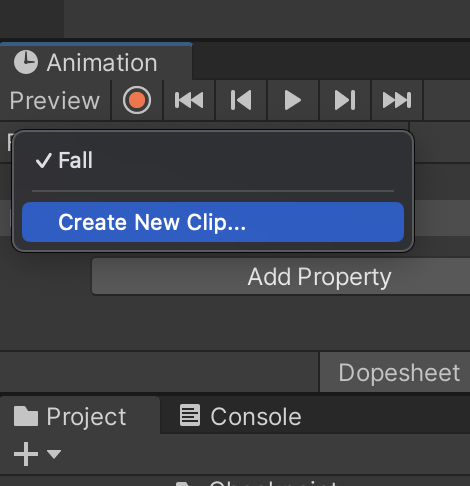 Animation
Preview
Fall
Create New Clip...
Add Property
Dopesheet
Project
Console